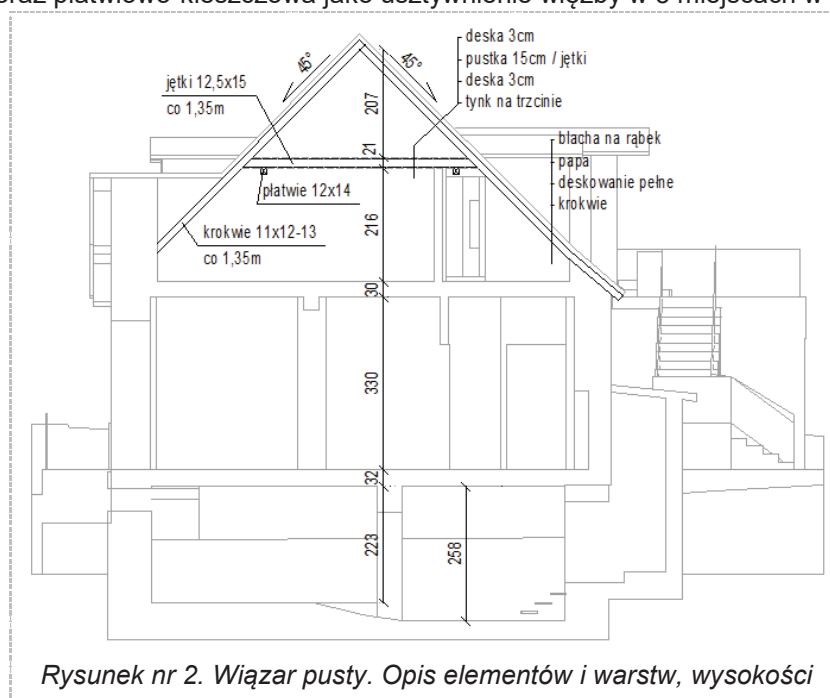 oraz płatwiowo-kleszczowa jako usztywnienie więźby w
45°
45°
deska 3cm
pustka 15cm / jętki
deska 3cm
tynk na trzcinie
jętki 12,5x15
co 1,35m
207
21
blacha na rąbek
papa
deskowanie pełne
krokwie
płatwie 12x14
216
krokwie 11x12-13
co 1,35m
30
330
32
223
258
Rysunek nr 2. Wiązar pusty. Opis elementów i warstw, wysokości